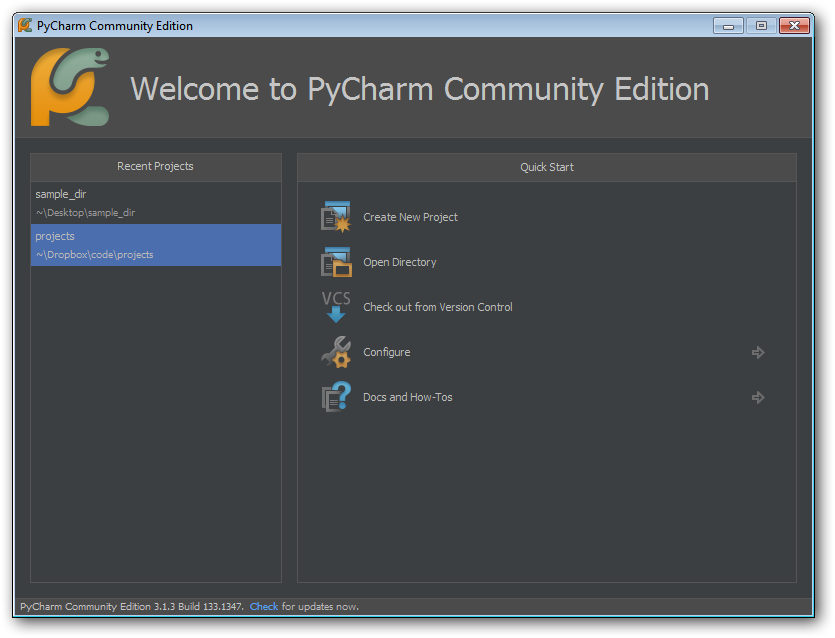 PyCharm Community Edition
Welcome to PyCharm Community Edition
Recent Projects
sample_dir
~\Desktop\sample_dir
projects
~\Dropbox\code\projects
Quick Start
Create New Project
Open Directory
VCS
Check out from Version Control
Configure
Docs and How-Tos
PyCharm Community Edition 3.1.3 Build 133.1347. Check for updates now.